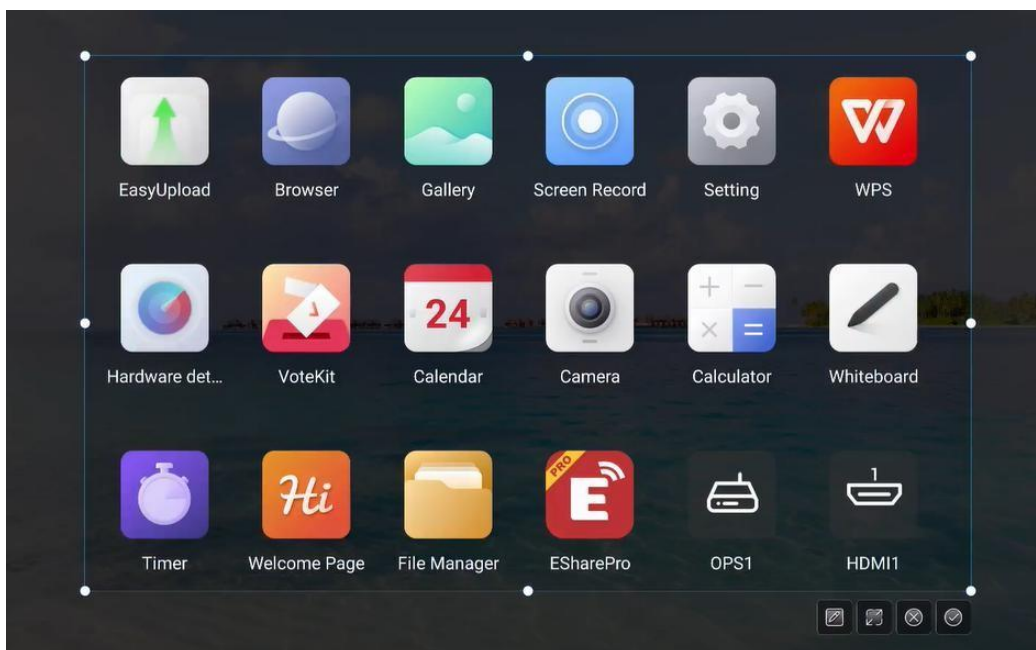 EasyUpload Browser Gallery Screen Record Setting WPS
24
Hardware det... VoteKit Calendar Camera Calculator Whiteboard
Hi PRO E 1
Timer Welcome Page File Manager ESharePro OPS1 HDMI1